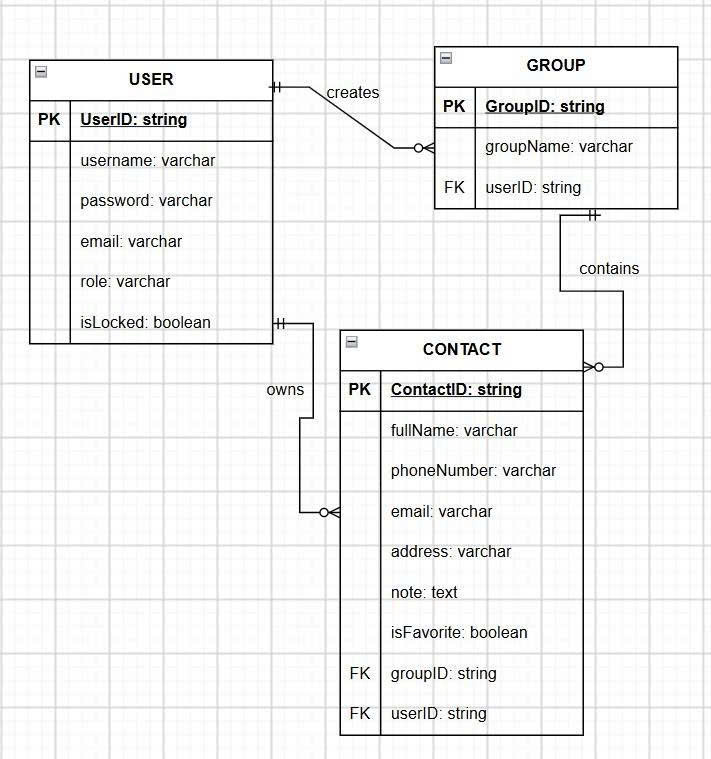 USER
PK UserID: string
username: varchar
password: varchar
email: varchar
role: varchar
isLocked: boolean
creates
GROUP
PK GroupID: string
groupName: varchar
FK userID: string
contains
owns
CONTACT
PK ContactID: string
fullName: varchar
phoneNumber: varchar
email: varchar
address: varchar
note: text
isFavorite: boolean
FK groupID: string
FK userID: string